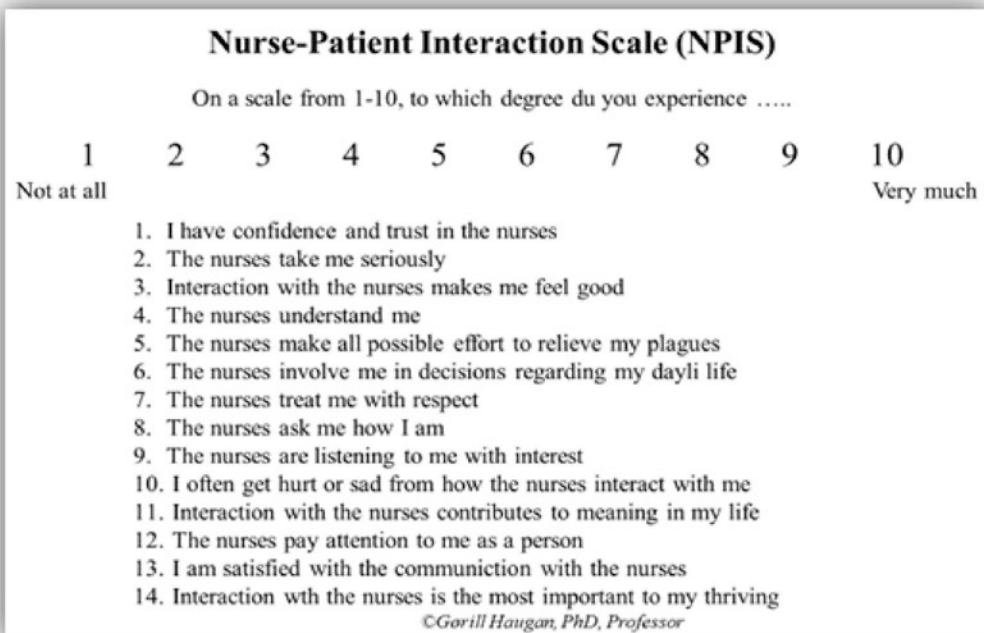 Nurse-Patient Interaction Scale (NPIS)
On a scale from 1-10, to which degree du you experience …..
1 2 3 4 5 6 7 8 9 10
Not at all Very much
1. I have confidence and trust in the nurses
2. The nurses take me seriously
3. Interaction with the nurses makes me feel good
4. The nurses understand me
5. The nurses make all possible effort to relieve my plagues
6. The nurses involve me in decisions regarding my dayli life
7. The nurses treat me with respect
8. The nurses ask me how I am
9. The nurses are listening to me with interest
10. I often get hurt or sad from how the nurses interact with me
11. Interaction with the nurses contributes to meaning in my life
12. The nurses pay attention to me as a person
13. I am satisfied with the communiction with the nurses
14. Interaction wth the nurses is the most important to my thriving
©Gørill Haugan, PhD, Professor